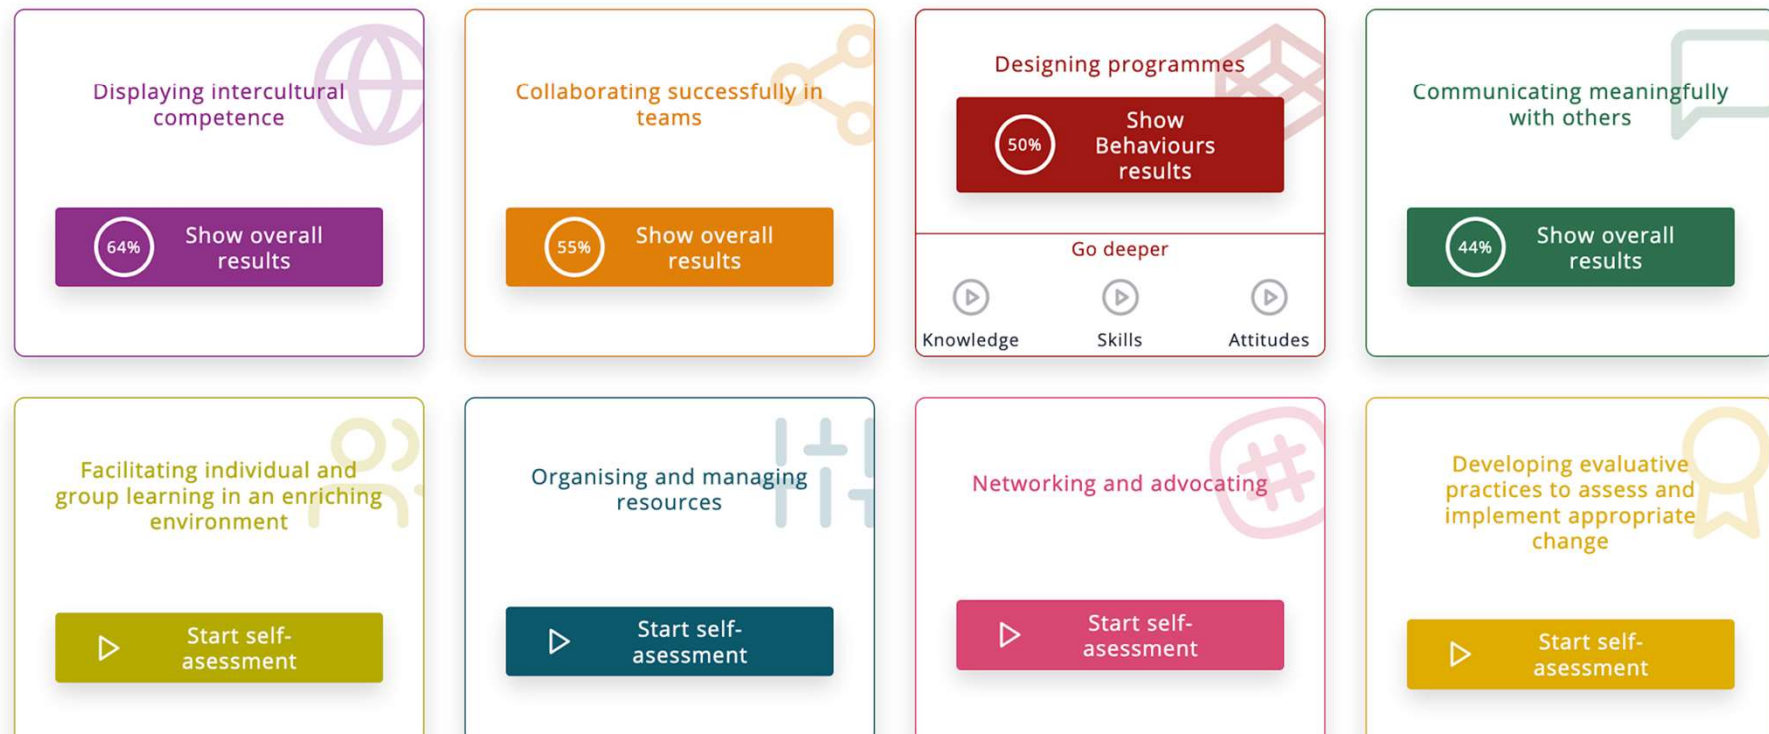 Displaying intercultural
competence
64%
Show overall
results
Collaborating successfully in
teams
55%
Show overall
results
Designing programmes
50%
Show
Behaviours
results
Go deeper
Knowledge
Skills
Attitudes
Communicating meaningfully
with others
44%
Show overall
results
Facilitating individual and
group learning in an enriching
environment
Start self-
asessment
Organising and managing
resources
Start self-
asessment
Networking and advocating
Start self-
asessment
Developing evaluative
practices to assess and
implement appropriate
change
Start self-
asessment